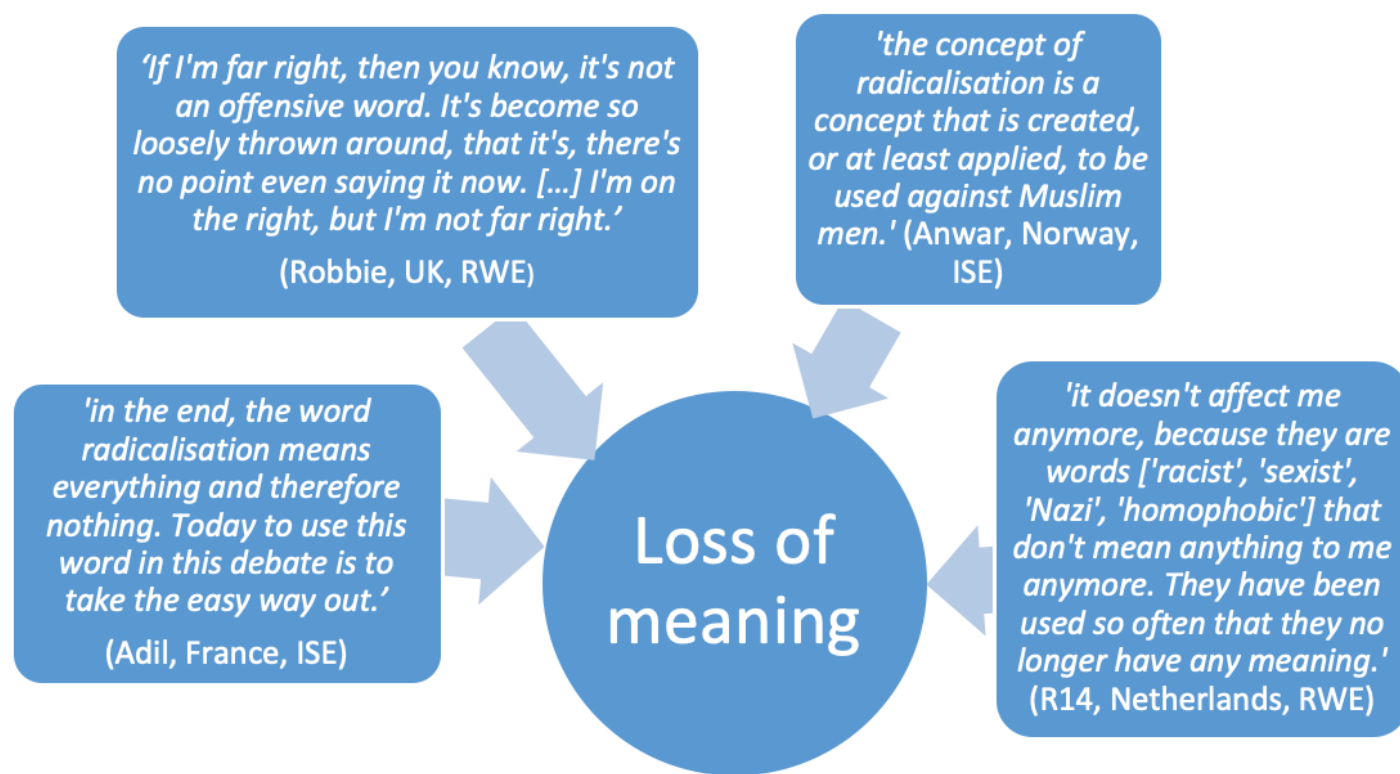 ‘If I'm far right, then you know, it's not
an offensive word. It's become so
loosely thrown around, that it's, there's
no point even saying it now. […] I'm on
the right, but I'm not far right.’
(Robbie, UK, RWE)
'the concept of
radicalisation is a
concept that is created,
or at least applied, to be
used against Muslim
men.' (Anwar, Norway,
ISE)
'in the end, the word
radicalisation means
everything and therefore
nothing. Today to use this
word in this debate is to
take the easy way out.’
(Adil, France, ISE)
Loss of
meaning
'it doesn't affect me
anymore, because they are
words ['racist', 'sexist',
'Nazi', 'homophobic'] that
don't mean anything to me
anymore. They have been
used so often that they no
longer have any meaning.'
(R14, Netherlands, RWE)